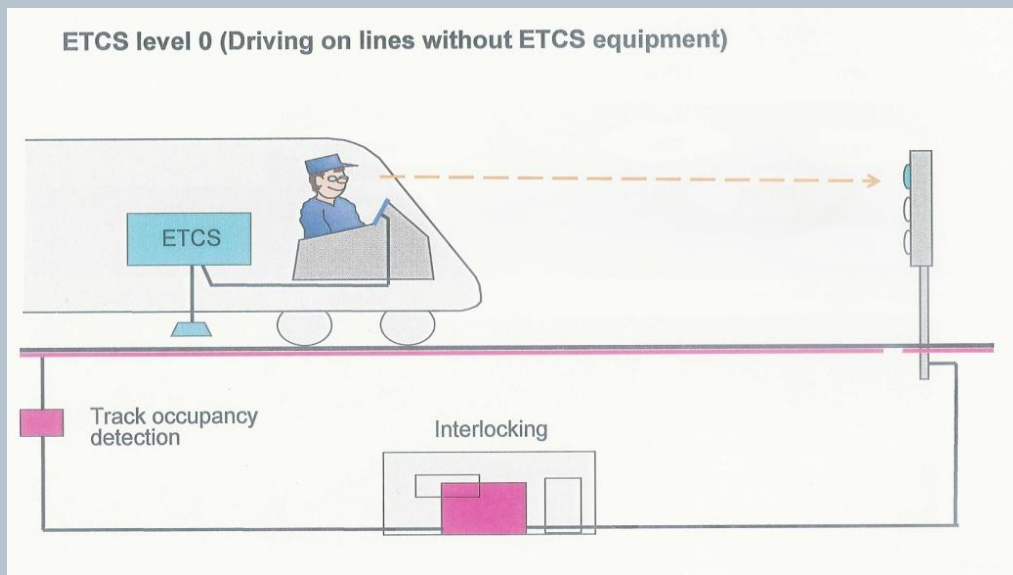 ETCS level 0 (Driving on lines without ETCS equipment)
ETCS
Track occupancy
detection
Interlocking